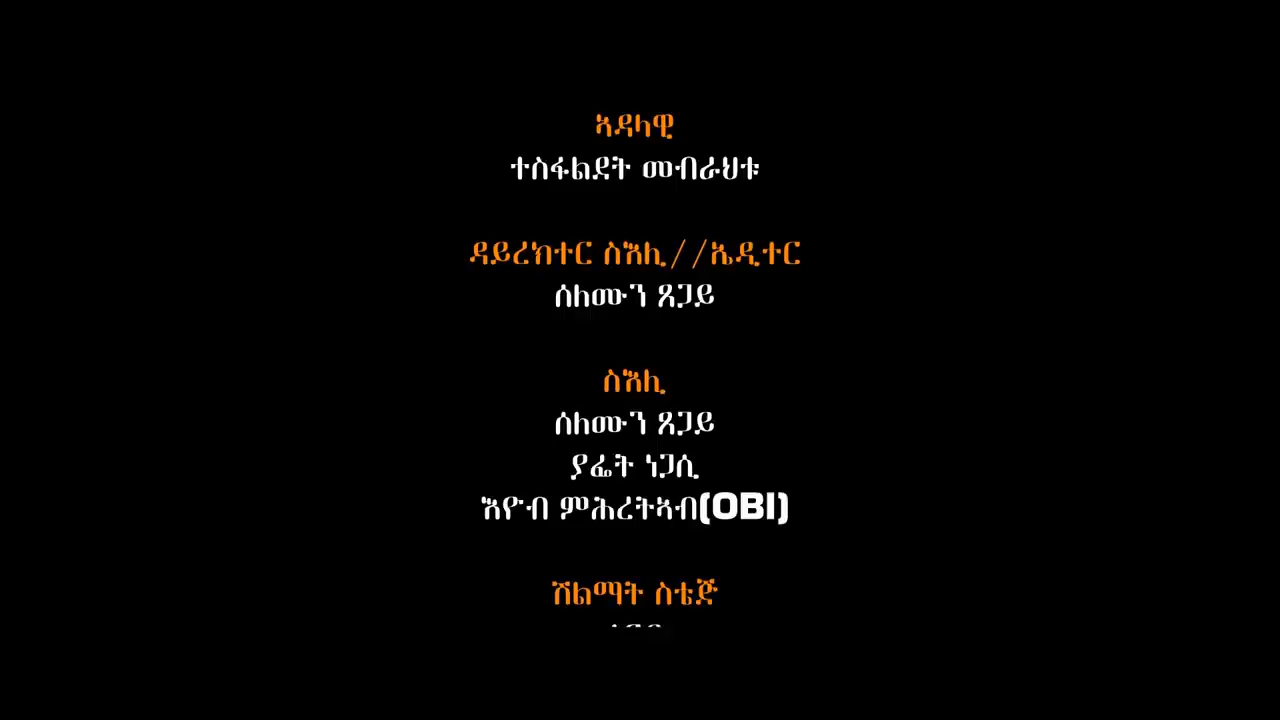 ኣዳላዊ
ተስፋልደት መብራህቱ
ዳይረክተር ስእሊ//ኤዲተር
ሰለሙን ጸጋይ
ስእሊ
ሰለሙን ጸጋይ
ያፌት ነጋሲ
እዮብ ምሕረትኣብ(OBI)
ሽልማት ስቴጅ